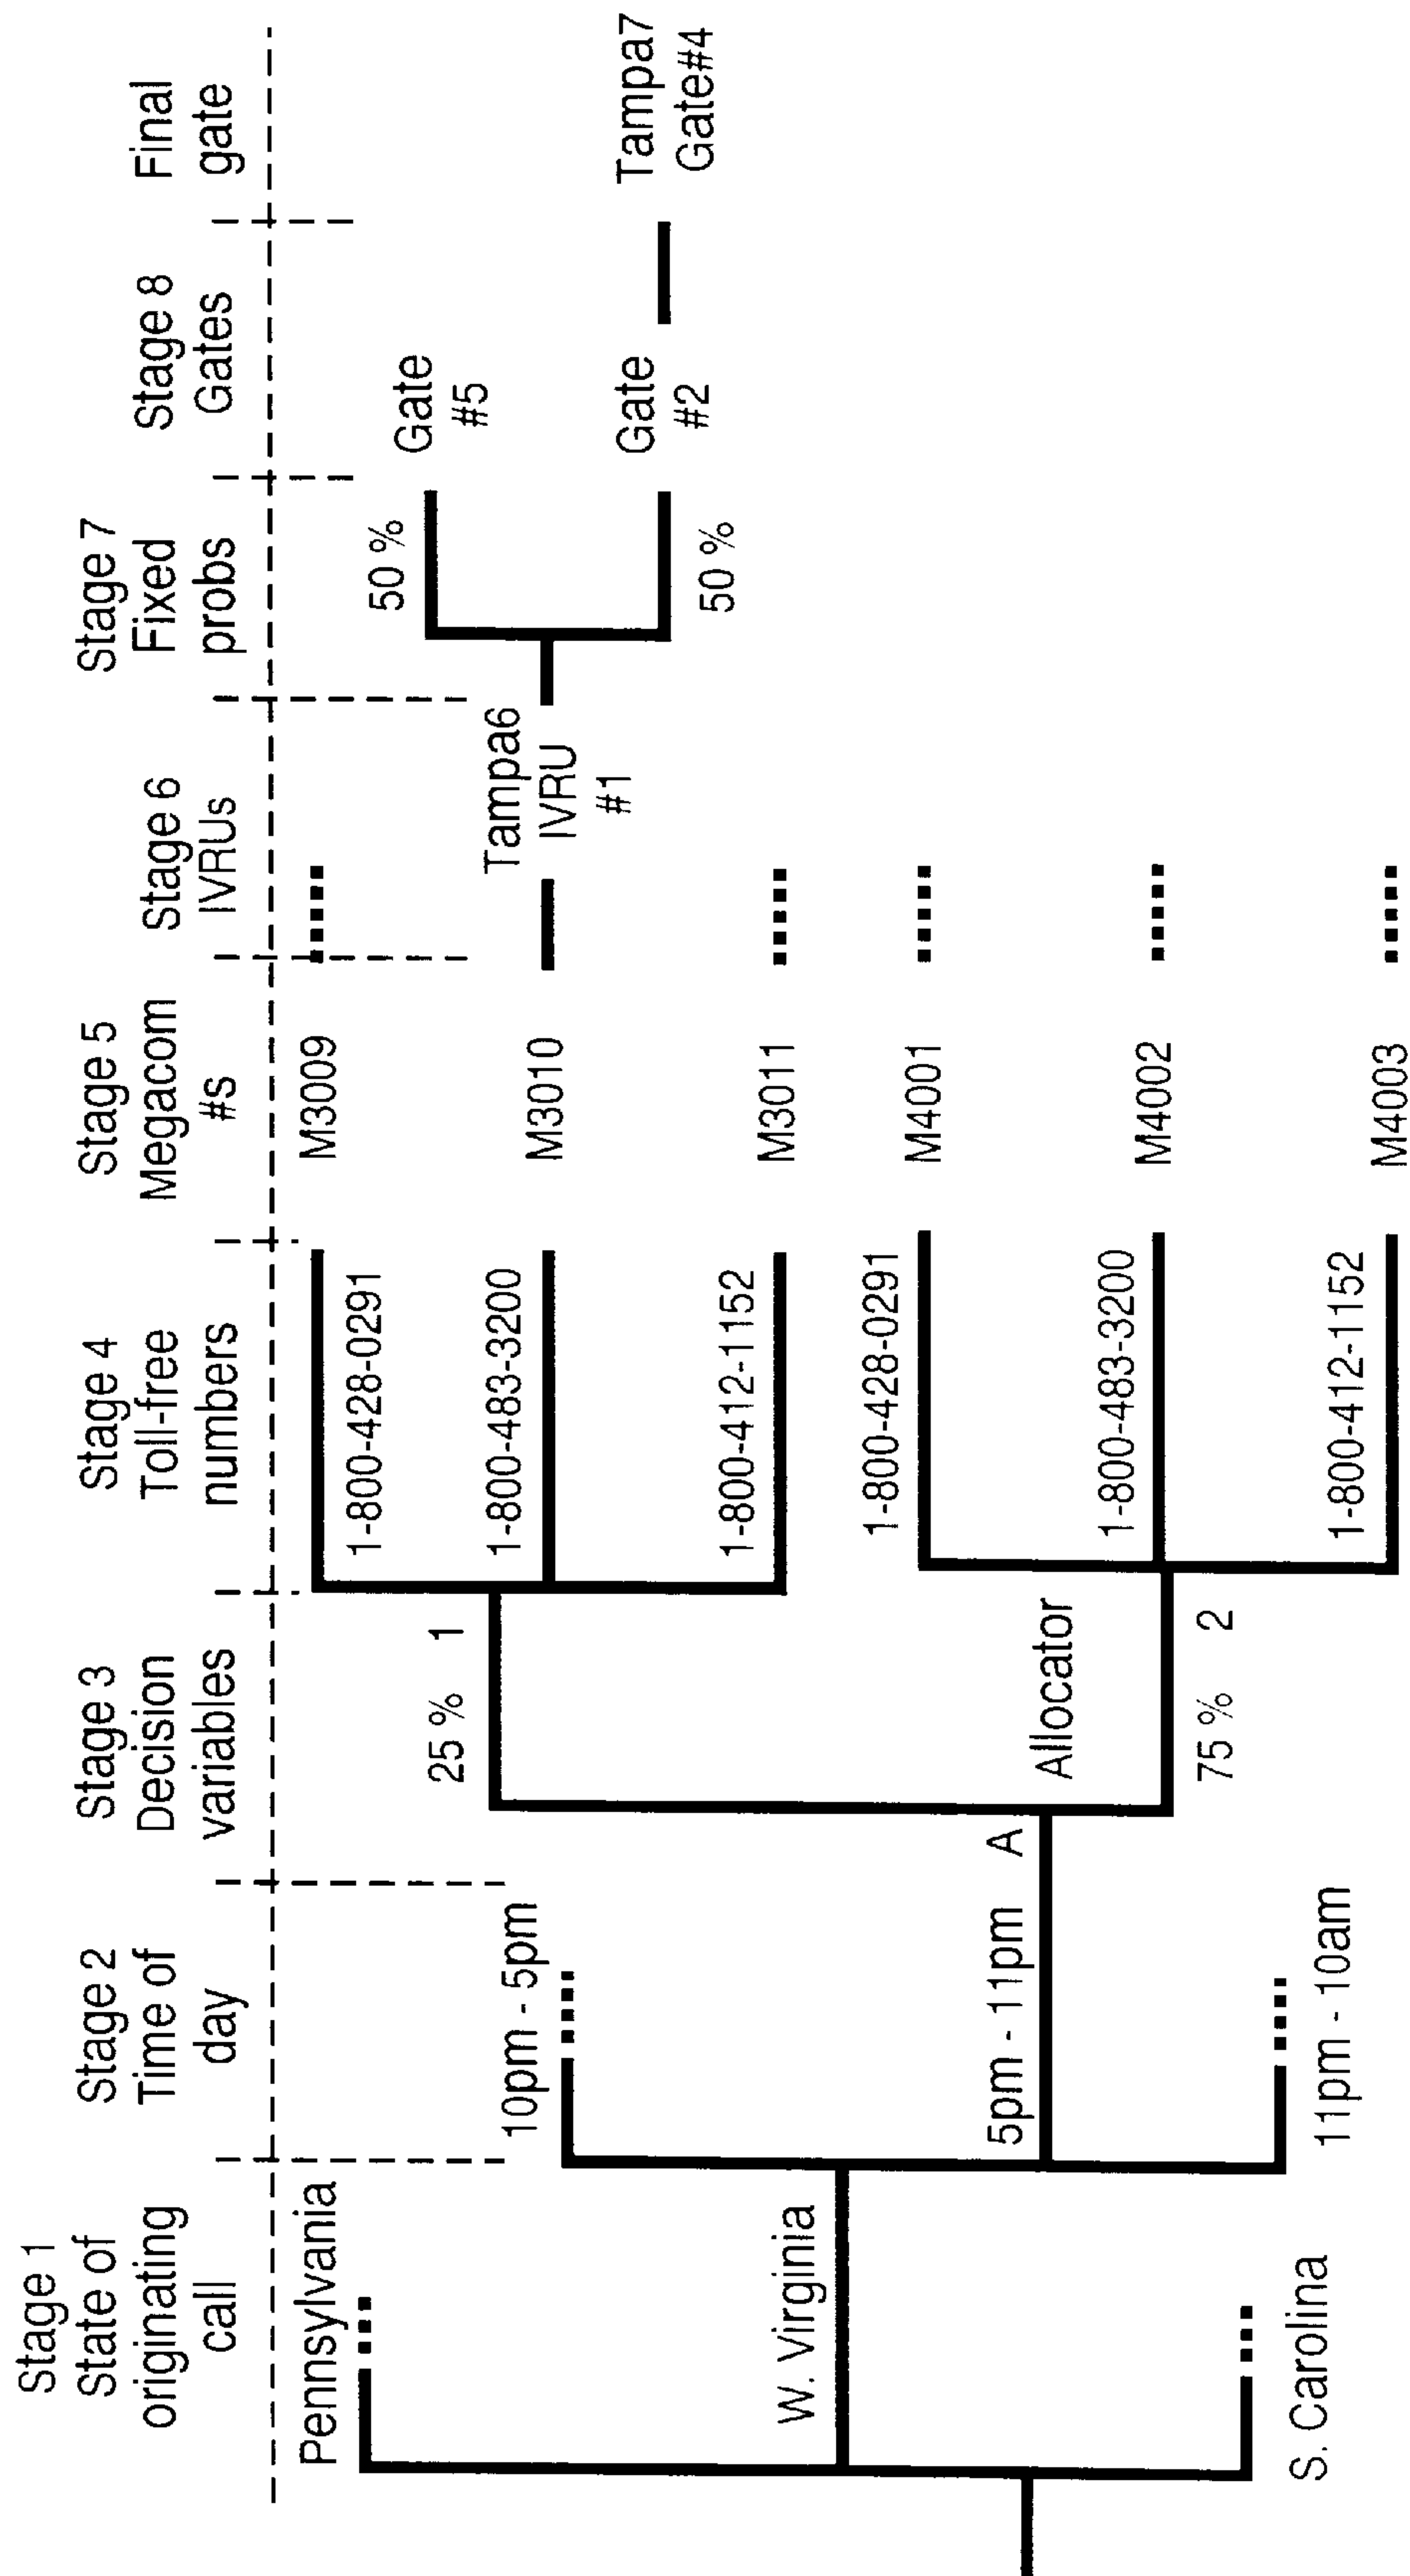 Stage 1
State of
originating
call
Stage 2
Time of
day
Stage 3
Decision
variables
Stage 4
Toll-free
numbers
Stage 5
Megacom
#s
Stage 6
IVRUs
Stage 7
Fixed
probs
Stage 8
Gates
Final
gate
Pennsylvania
W. Virginia
S. Carolina
10pm - 5pm
5pm - 11pm
11pm - 10am
A
Allocator
25 % 1
75 % 2
1-800-428-0291
1-800-483-3200
1-800-412-1152
1-800-428-0291
1-800-483-3200
1-800-412-1152
M3009
M3010
M3011
M4001
M4002
M4003
Tampa6
IVRU
#1
50 %
50 %
Gate
#5
Gate
#2
Tampa7
Gate#4